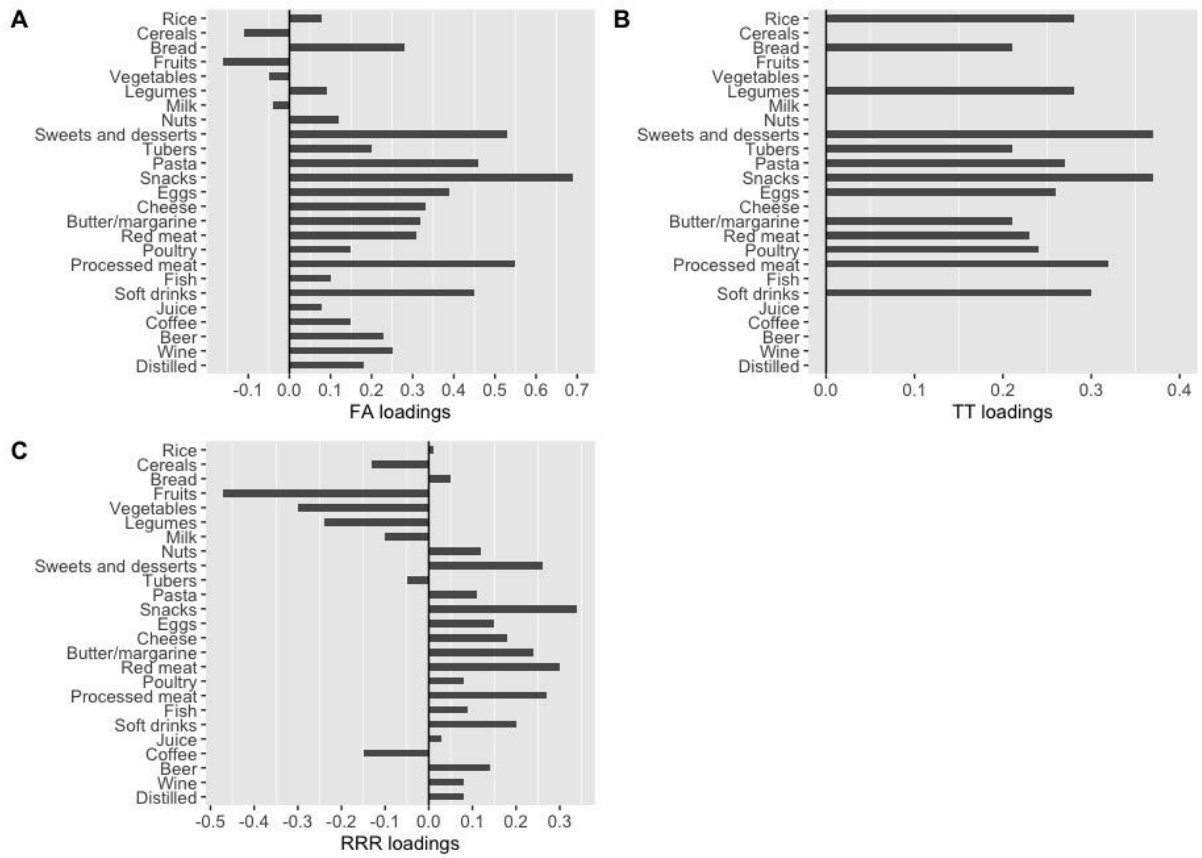 A
Rice
Cereals
Bread
Fruits
Vegetables
Legumes
Milk
Nuts
Sweets and desserts
Tubers
Pasta
Snacks
Eggs
Cheese
Butter/margarine
Red meat
Poultry
Processed meat
Fish
Soft drinks
Juice
Coffee
Beer
Wine
Distilled
-0.1 0.0 0.1 0.2 0.3 0.4 0.5 0.6 0.7
FA loadings
B
Rice
Cereals
Bread
Fruits
Vegetables
Legumes
Milk
Nuts
Sweets and desserts
Tubers
Pasta
Snacks
Eggs
Cheese
Butter/margarine
Red meat
Poultry
Processed meat
Fish
Soft drinks
Juice
Coffee
Beer
Wine
Distilled
0.0 0.1 0.2 0.3 0.4
TT loadings
C
Rice
Cereals
Bread
Fruits
Vegetables
Legumes
Milk
Nuts
Sweets and desserts
Tubers
Pasta
Snacks
Eggs
Cheese
Butter/margarine
Red meat
Poultry
Processed meat
Fish
Soft drinks
Juice
Coffee
Beer
Wine
Distilled
-0.5 -0.4 -0.3 -0.2 -0.1 0.0 0.1 0.2 0.3
RRR loadings